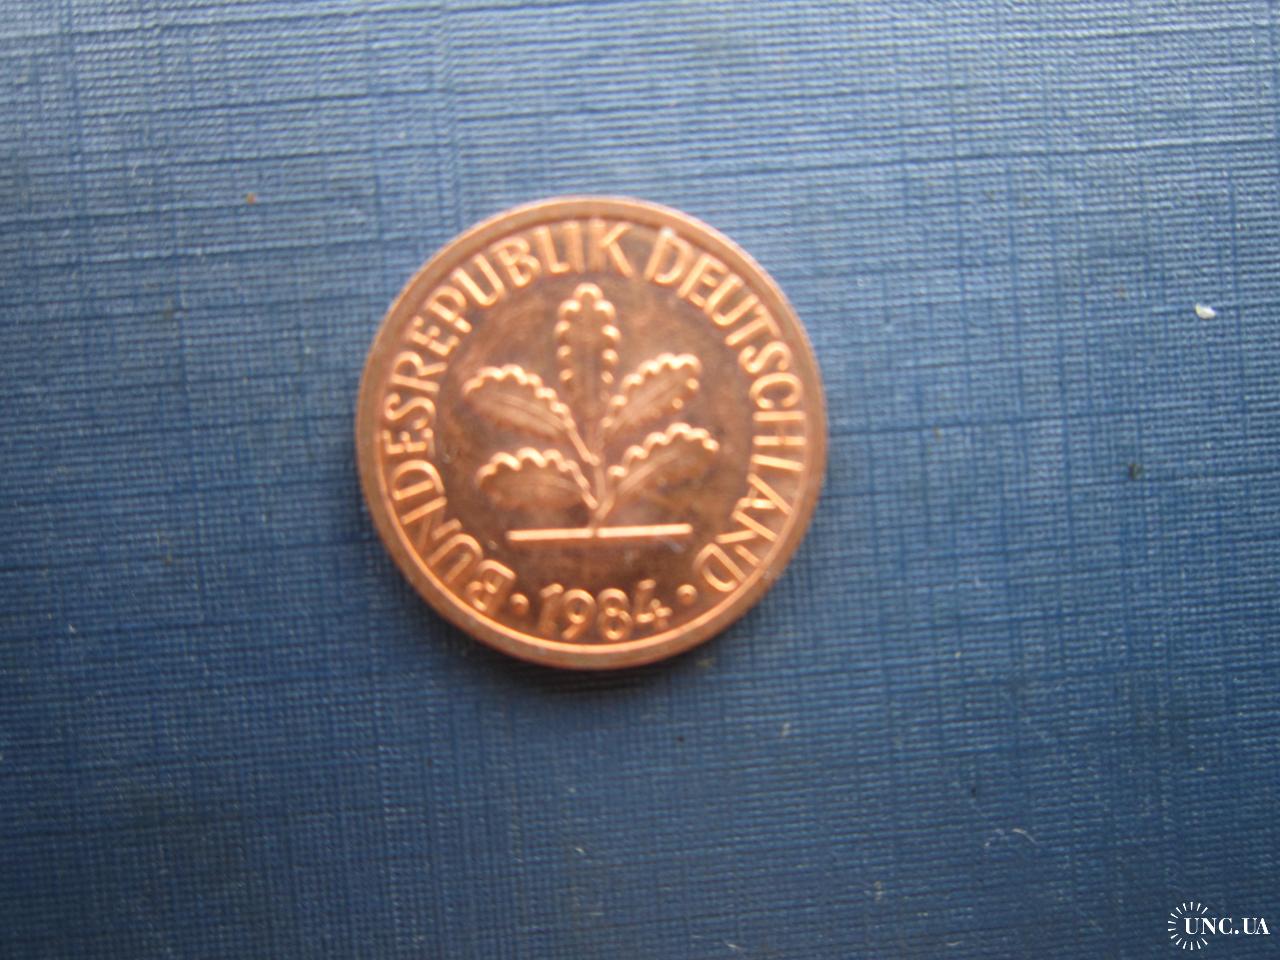 BUNDESREPUBLIK DEUTSCHLAND
· 1984 ·
UNC.UA